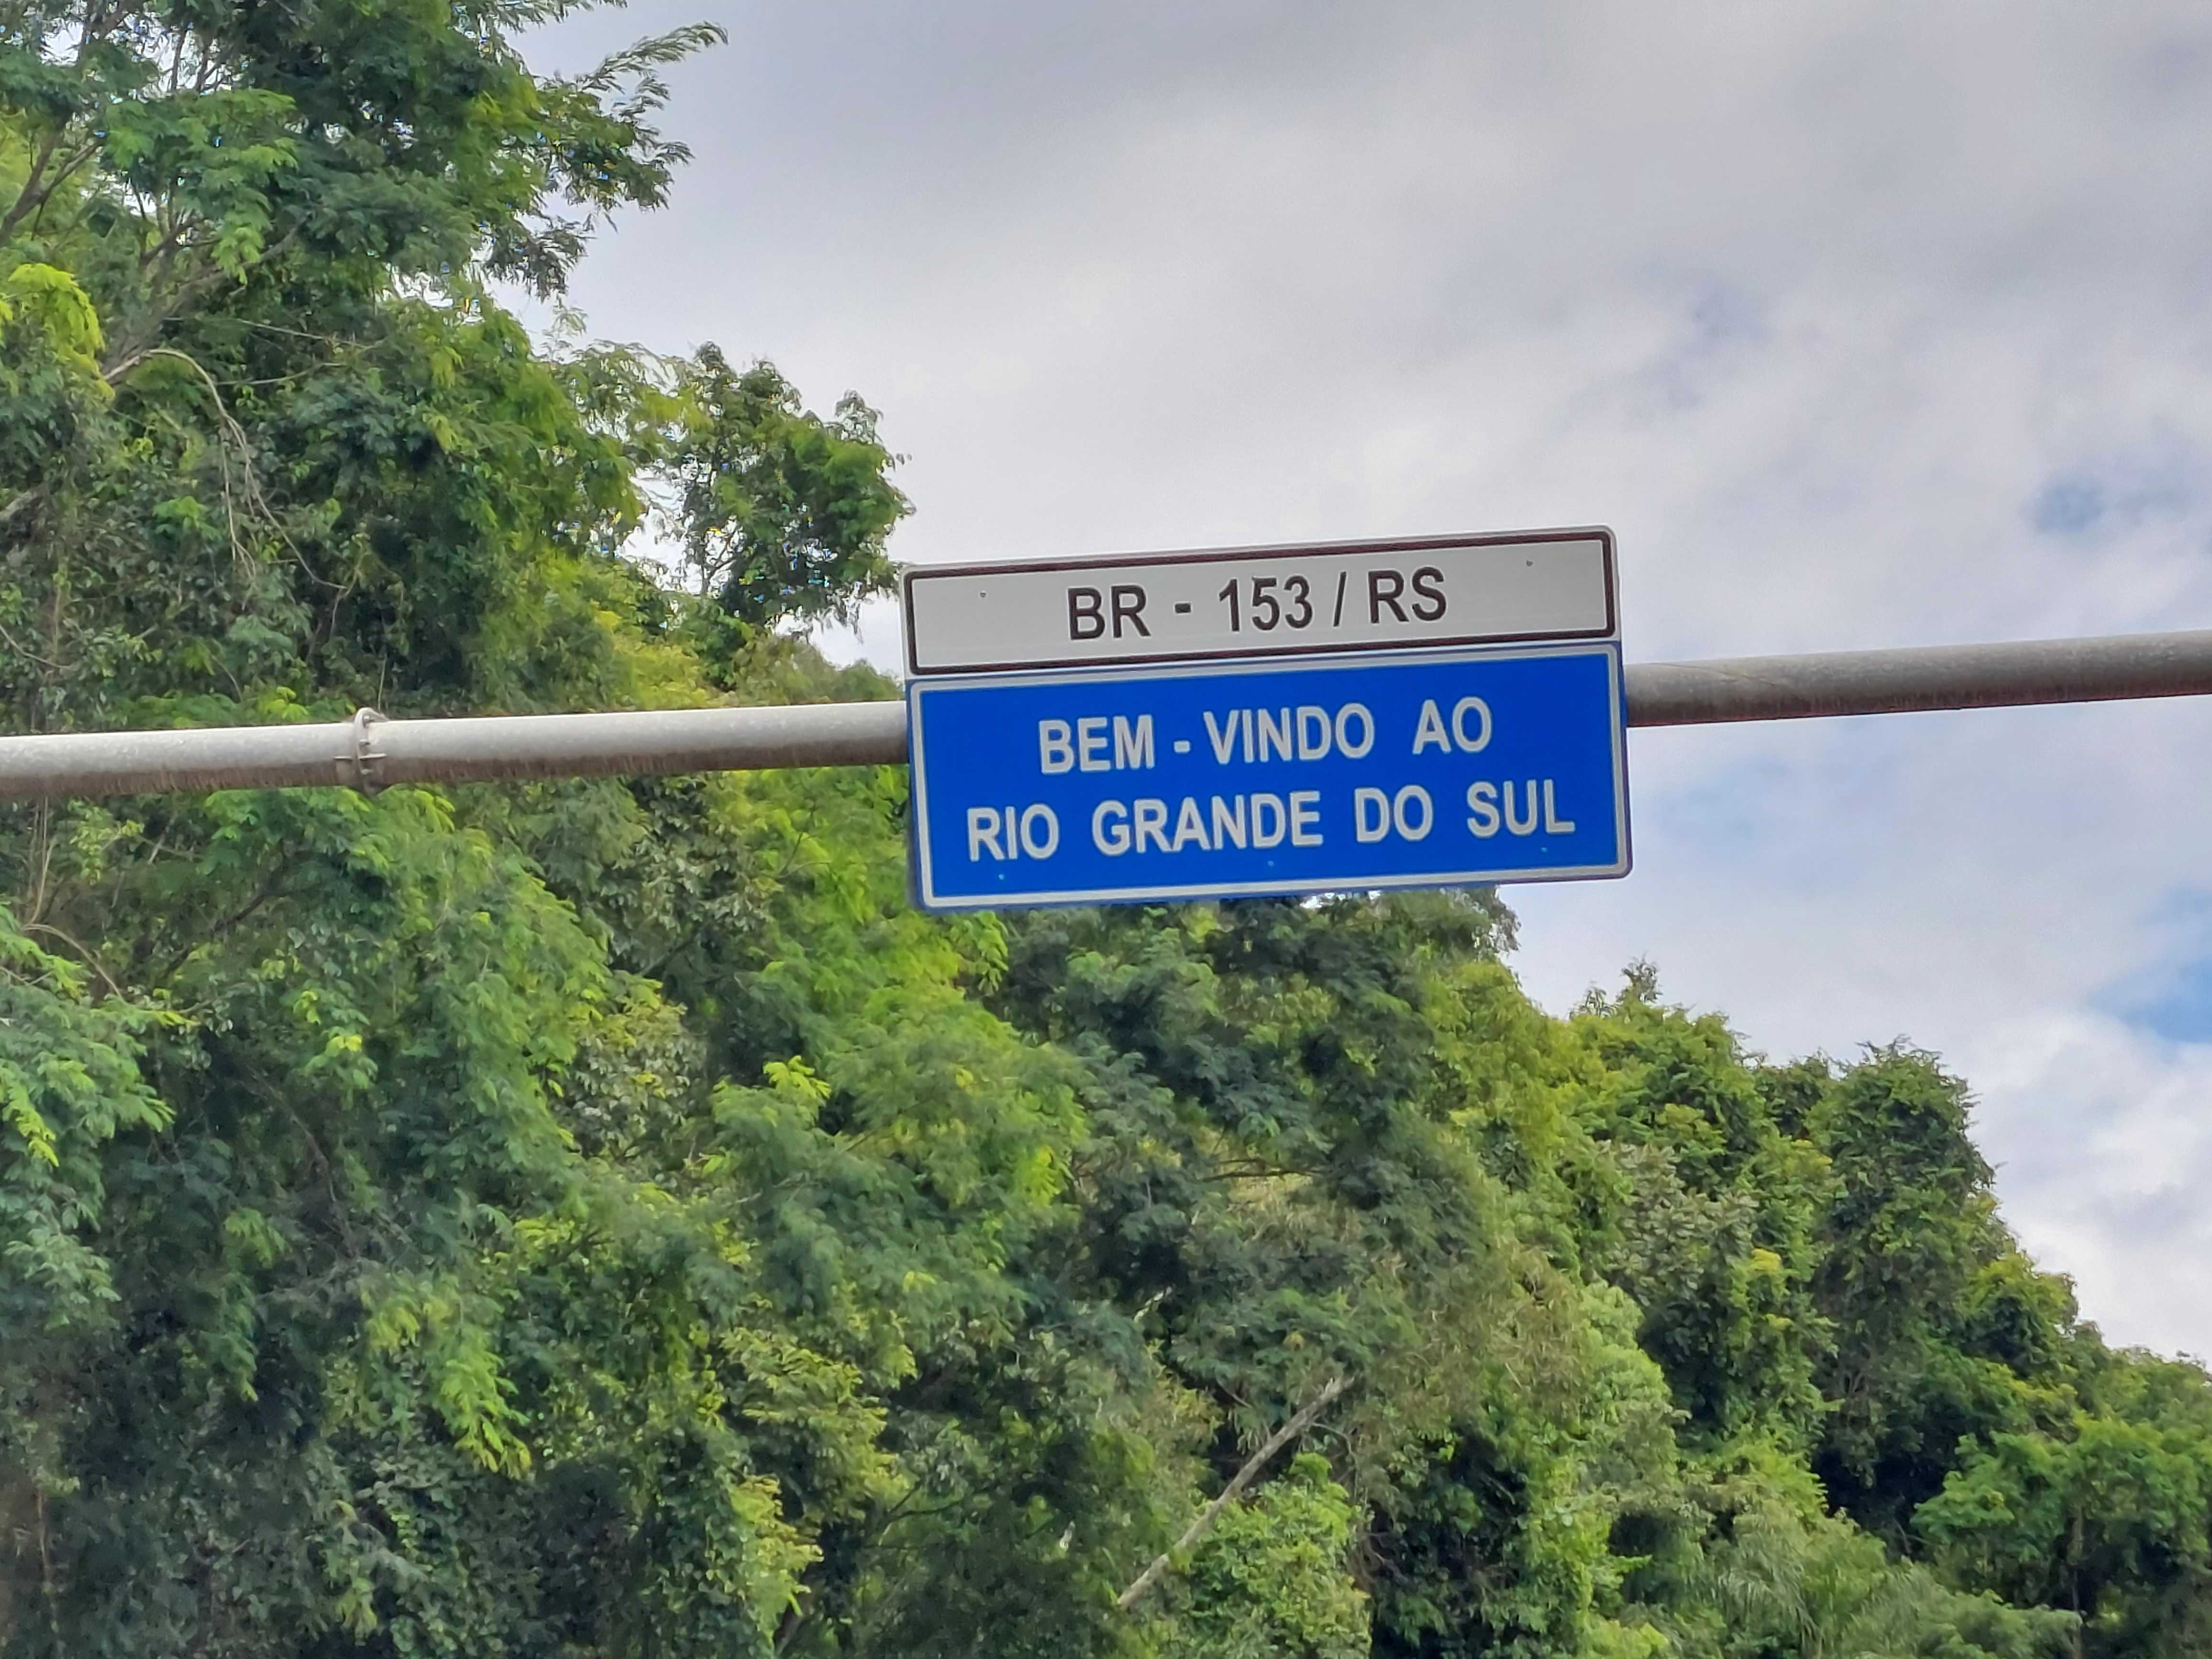 BR - 153 / RS
BEM - VINDO AO
RIO GRANDE DO SUL